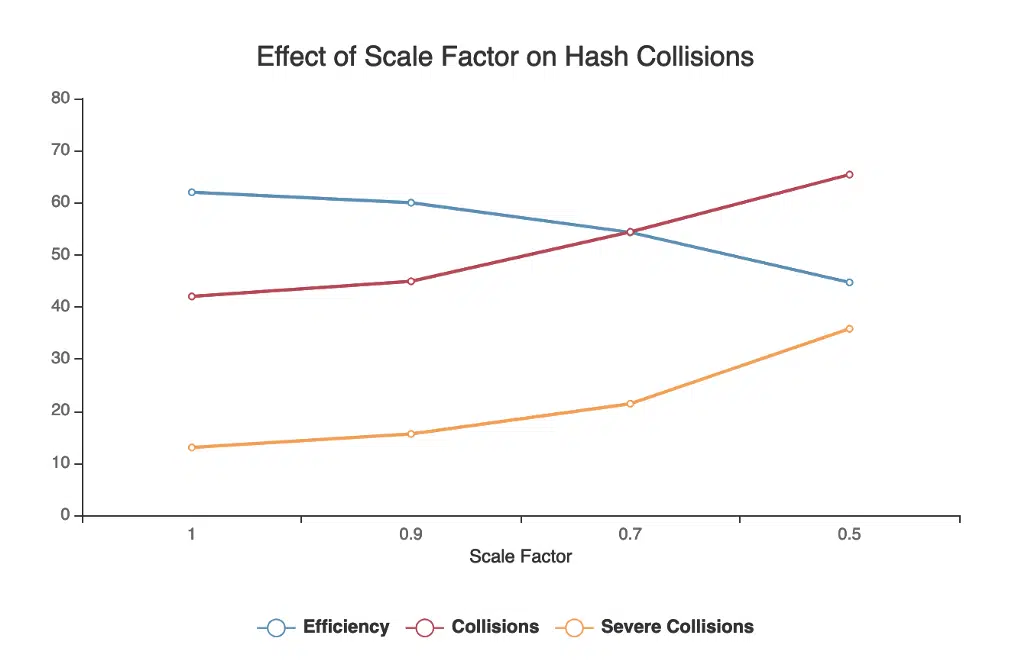 Effect of Scale Factor on Hash Collisions
80
70
60
50
40
30
20
10
0
1 0.9 0.7 0.5
Scale Factor
Efficiency Collisions Severe Collisions